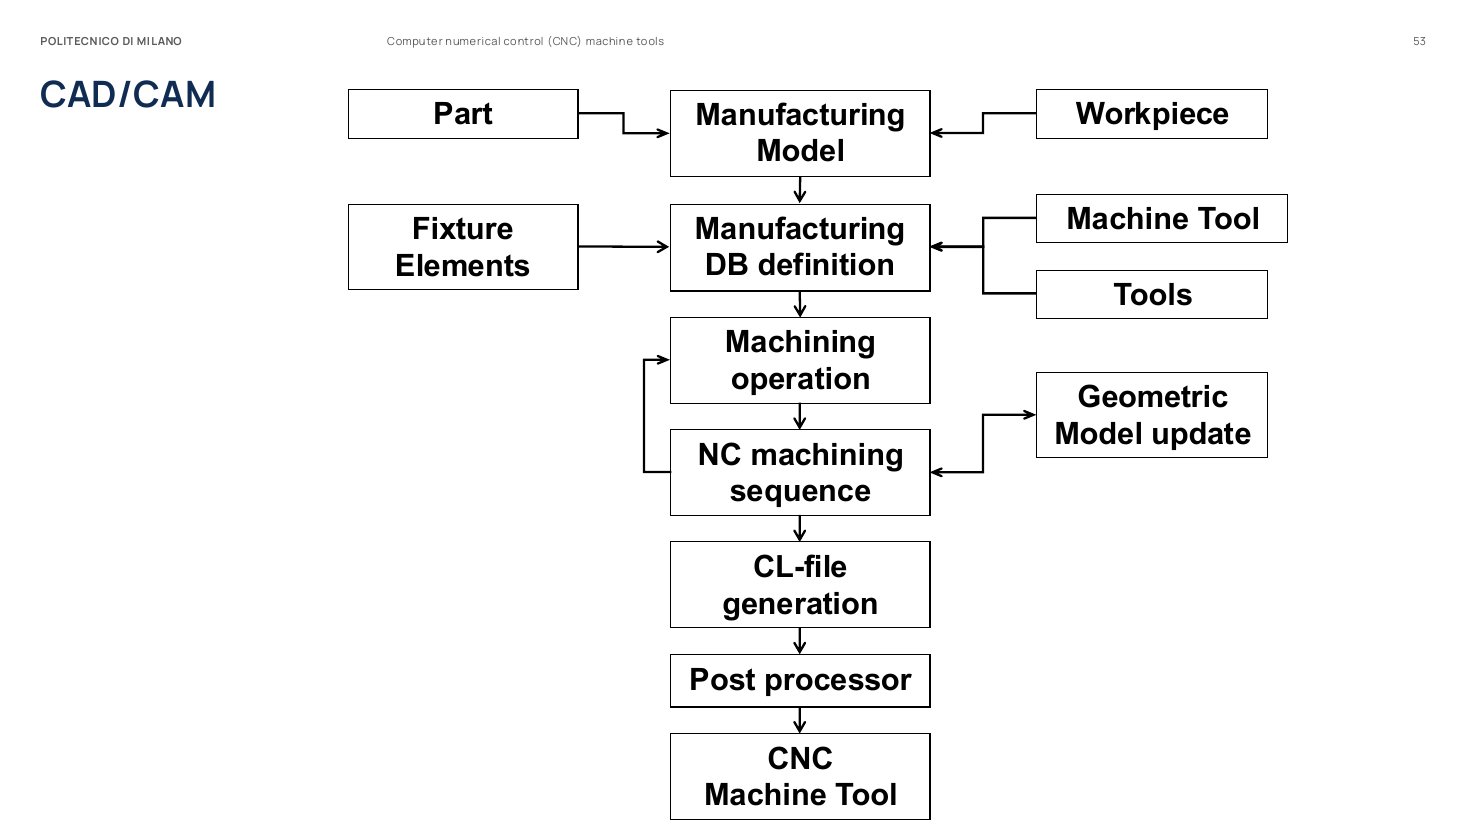 POLITECNICO DI MILANO
Computer numerical control (CNC) machine tools
53
CAD/CAM
Part
Manufacturing
Model
Workpiece
Fixture
Elements
Manufacturing
DB definition
Machine Tool
Tools
Machining
operation
Geometric
Model update
NC machining
sequence
CL-file
generation
Post processor
CNC
Machine Tool